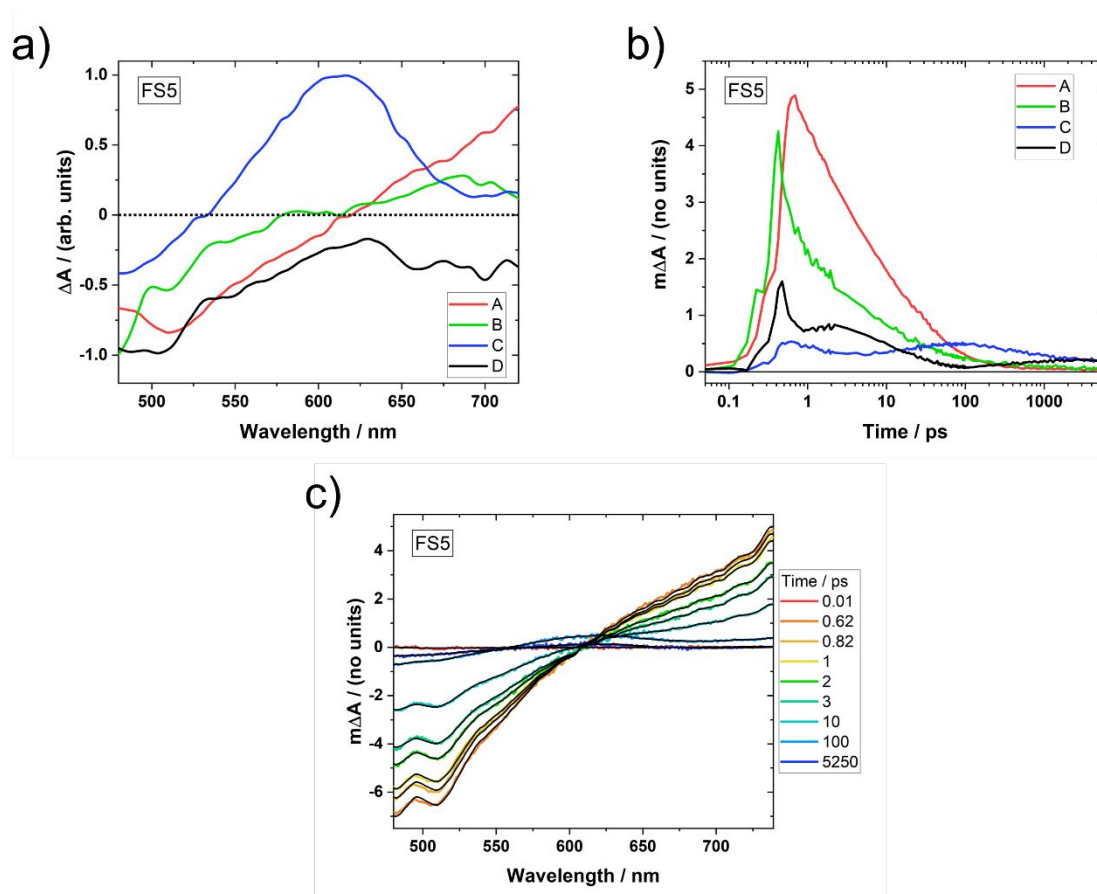 a)
FS5
ΔA / (arb. units)
1.0
0.5
0
-0.5
-1.0
500
550
600
650
700
Wavelength / nm
A
B
C
D
b)
FS5
mΔA / (no units)
5
4
3
2
1
0
0.1
1
10
100
1000
Time / ps
A
B
C
D
c)
FS5
mΔA / (no units)
4
2
0
-2
-4
-6
500
550
600
650
700
Wavelength / nm
Time / ps
0.01
0.62
0.82
1
2
3
10
100
5250